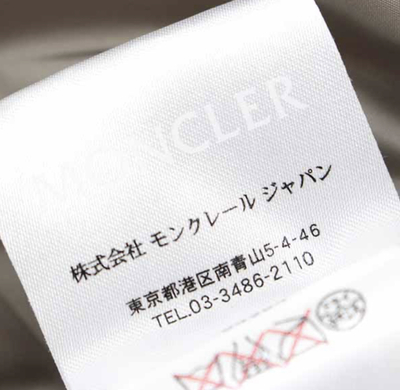 MONCLER
株式会社 モンクレール ジャパン
東京都港区南青山5-4-46
TEL.03-3486-2110